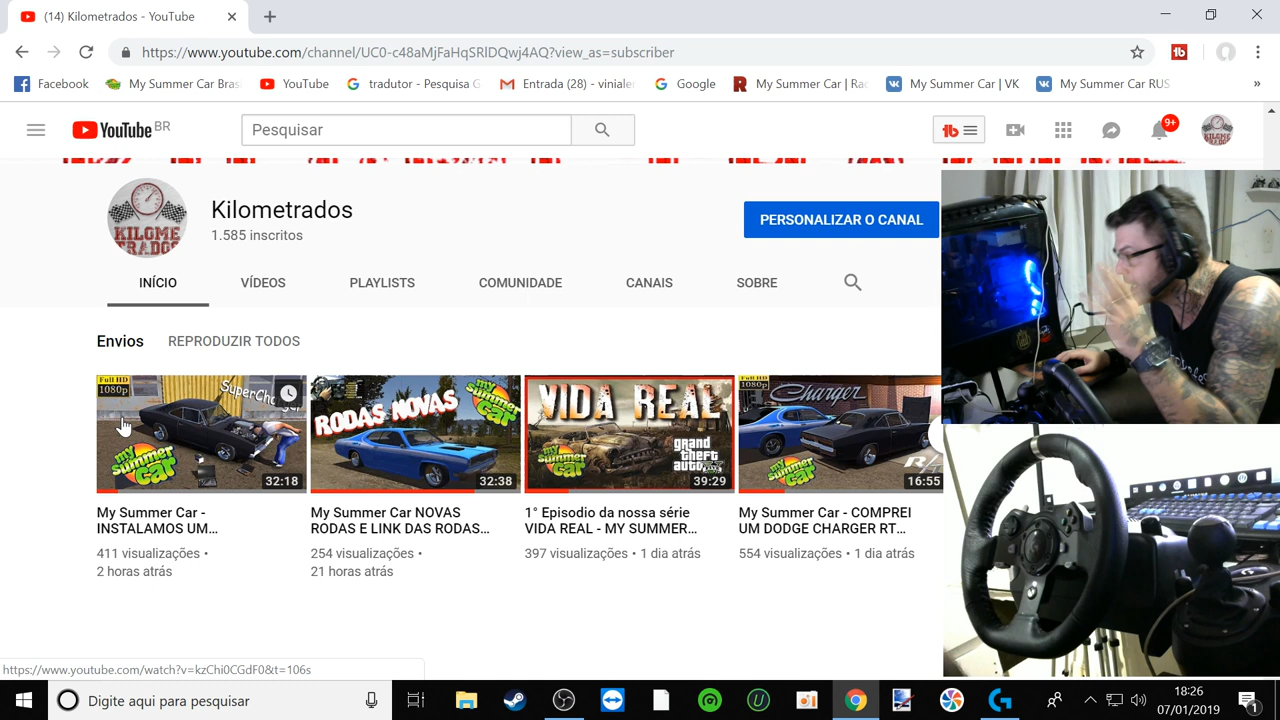 (14) Kilometrados - YouTube
https://www.youtube.com/channel/UC0-c48aMjFaHqSRlDQwj4AQ?view_as=subscriber
Facebook
My Summer Car Bras
YouTube
tradutor - Pesquisa G
Entrada (28) - viniale
Google
My Summer Car | Rac
My Summer Car | VK
My Summer Car RUS
»
YouTube BR
Pesquisar
9+
KILOME
TRADOS
Kilometrados
1.585 inscritos
PERSONALIZAR O CANAL
INÍCIO
VÍDEOS
PLAYLISTS
COMUNIDADE
CANAIS
SOBRE
Envios
REPRODUZIR TODOS
Full HD
1080p
SuperCharger
my
Summer
car
32:18
RODAS NOVAS
my
Summer
car
32:38
VIDA REAL
my
Summer
car
grand
theft
auto
39:29
Full HD
1080p
Charger
my
Summer
car
R/T
16:55
My Summer Car -
INSTALAMOS UM...
411 visualizações •
2 horas atrás
My Summer Car NOVAS
RODAS E LINK DAS RODAS...
254 visualizações •
21 horas atrás
1° Episodio da nossa série
VIDA REAL - MY SUMMER...
397 visualizações • 1 dia atrás
My Summer Car - COMPREI
UM DODGE CHARGER RT...
554 visualizações • 1 dia atrás
https://www.youtube.com/watch?v=kzChi0CGdF0&t=106s
Digite aqui para pesquisar
18:26
07/01/2019
1